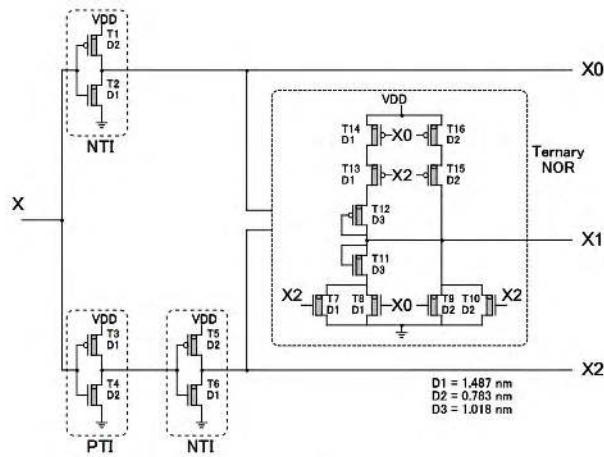 VDD
T1
D2
T2
D1
NTI
X0
VDD
T14
D1
X0
T16
D2
T13
D1
X2
T15
D2
Ternary
NOR
T12
D3
X
X1
T11
D3
X2
T7
D1
T8
D1
X0
T9
D2
T10
D2
X2
VDD
T3
D1
T4
D2
PTI
VDD
T5
D2
T6
D1
NTI
X2
D1 = 1.487 nm
D2 = 0.783 nm
D3 = 1.018 nm